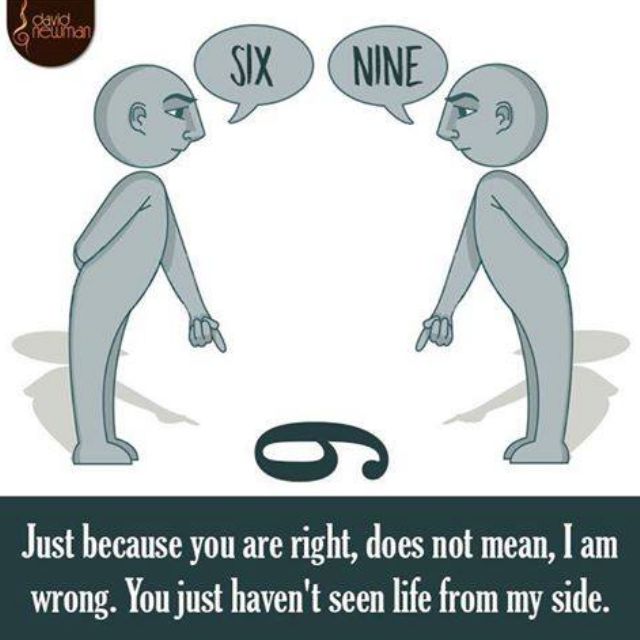 david
newman
SIX
NINE
Just because you are right, does not mean, I am
wrong. You just haven't seen life from my side.